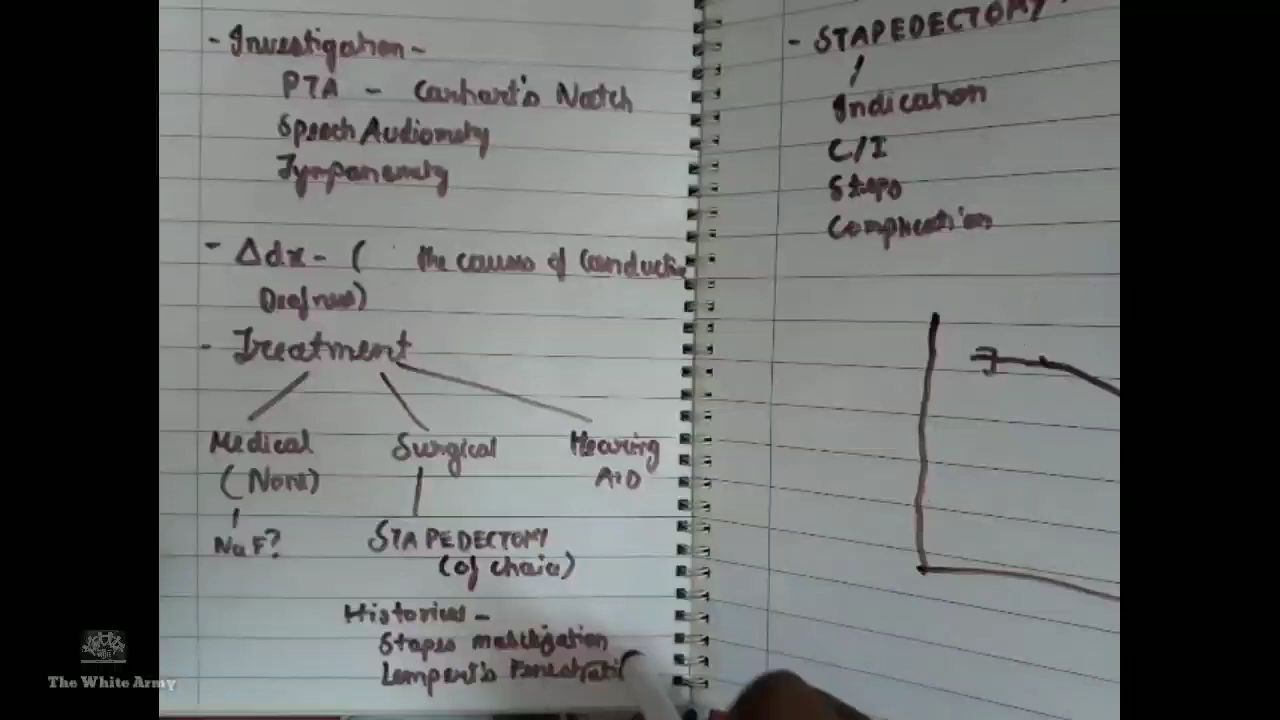 - Investigation -
PTA - Carhart's Notch
Speech Audiometry
Tympanometry
- Δdx - ( the causes of Conductive
Deafness)
- Treatment
Medical Surgical Hearing
(None) AID
NaF? STAPEDECTOMY
(of choice)
Historical -
Stapes mobilization
Lempert's Fenestrati
- STAPEDECTOMY
Indication
C/I
Steps
Complication
The White Army